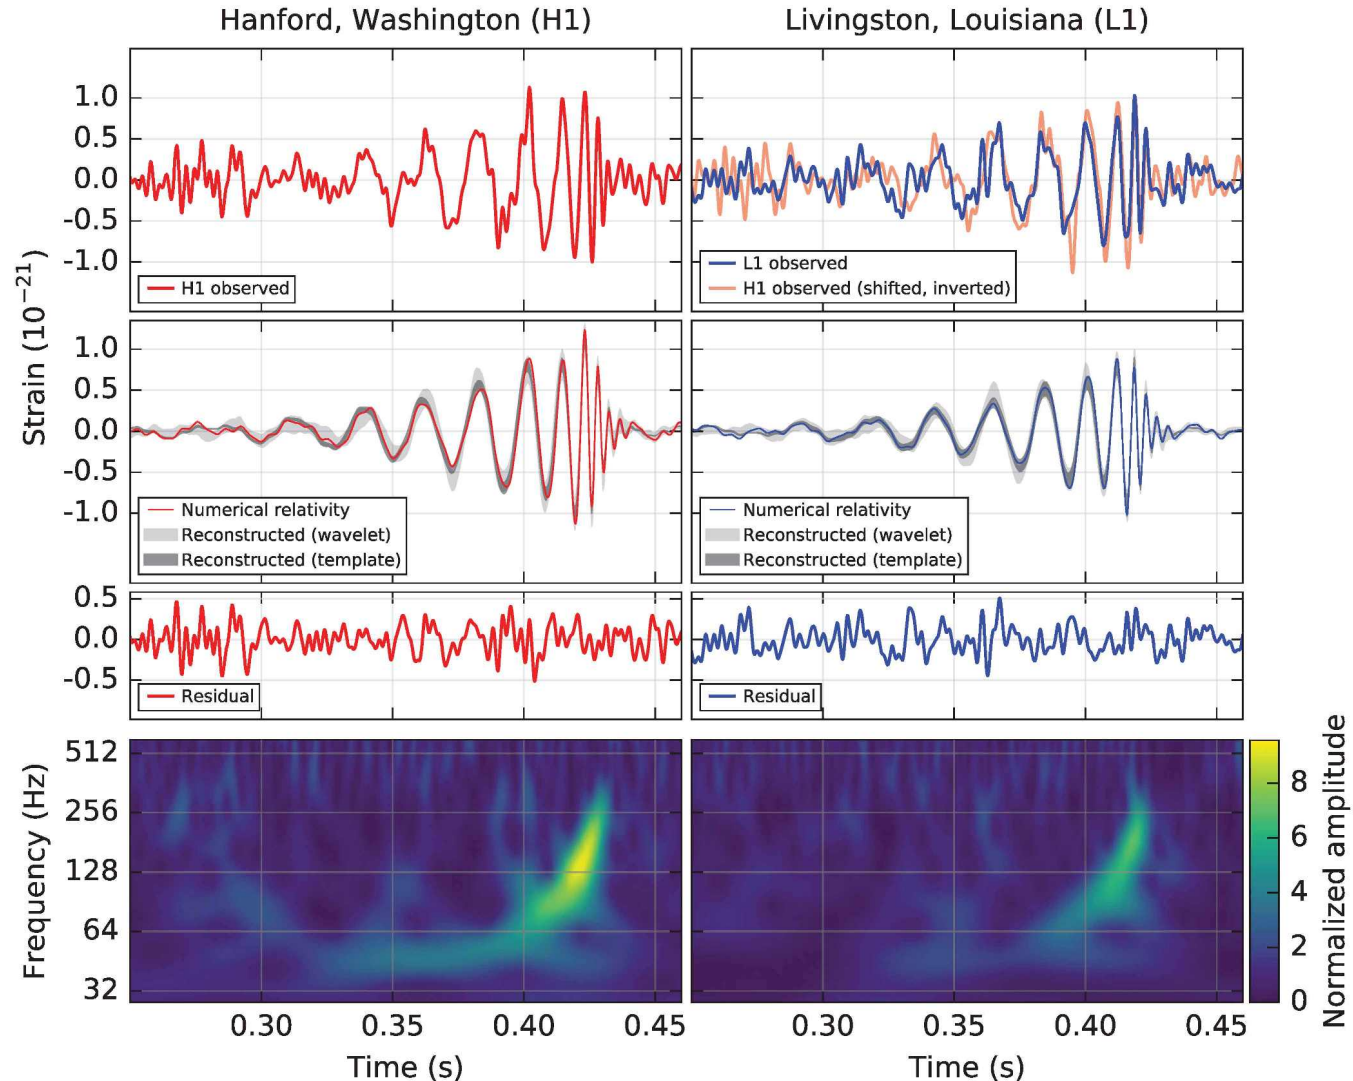 Hanford, Washington (H1)
Livingston, Louisiana (L1)
Strain (10⁻²¹)
1.0
0.5
0.0
-0.5
-1.0
H1 observed
L1 observed
H1 observed (shifted, inverted)
1.0
0.5
0.0
-0.5
-1.0
Numerical relativity
Reconstructed (wavelet)
Reconstructed (template)
Numerical relativity
Reconstructed (wavelet)
Reconstructed (template)
0.5
0.0
-0.5
Residual
Residual
Frequency (Hz)
512
256
128
64
32
Normalized amplitude
8
6
4
2
0
0.30
0.35
0.40
0.45
0.30
0.35
0.40
0.45
Time (s)
Time (s)